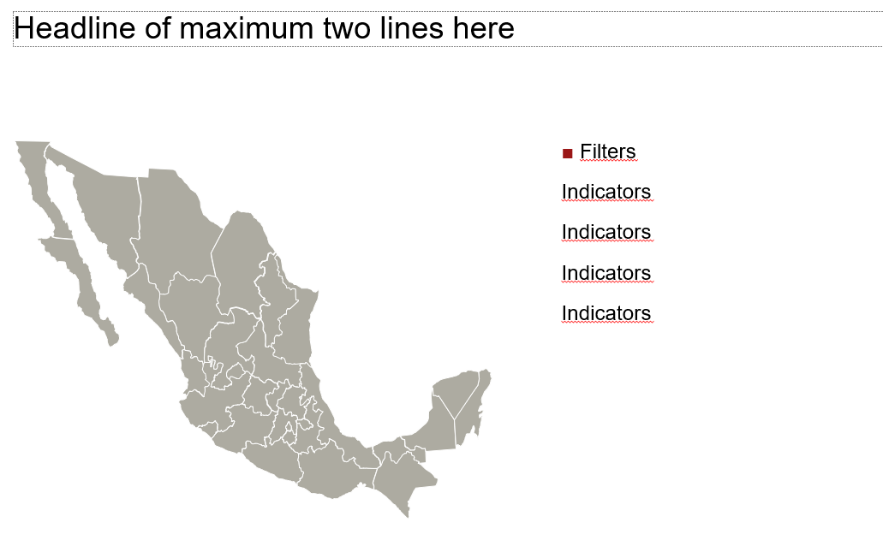 Headline of maximum two lines here
Filters
Indicators
Indicators
Indicators
Indicators